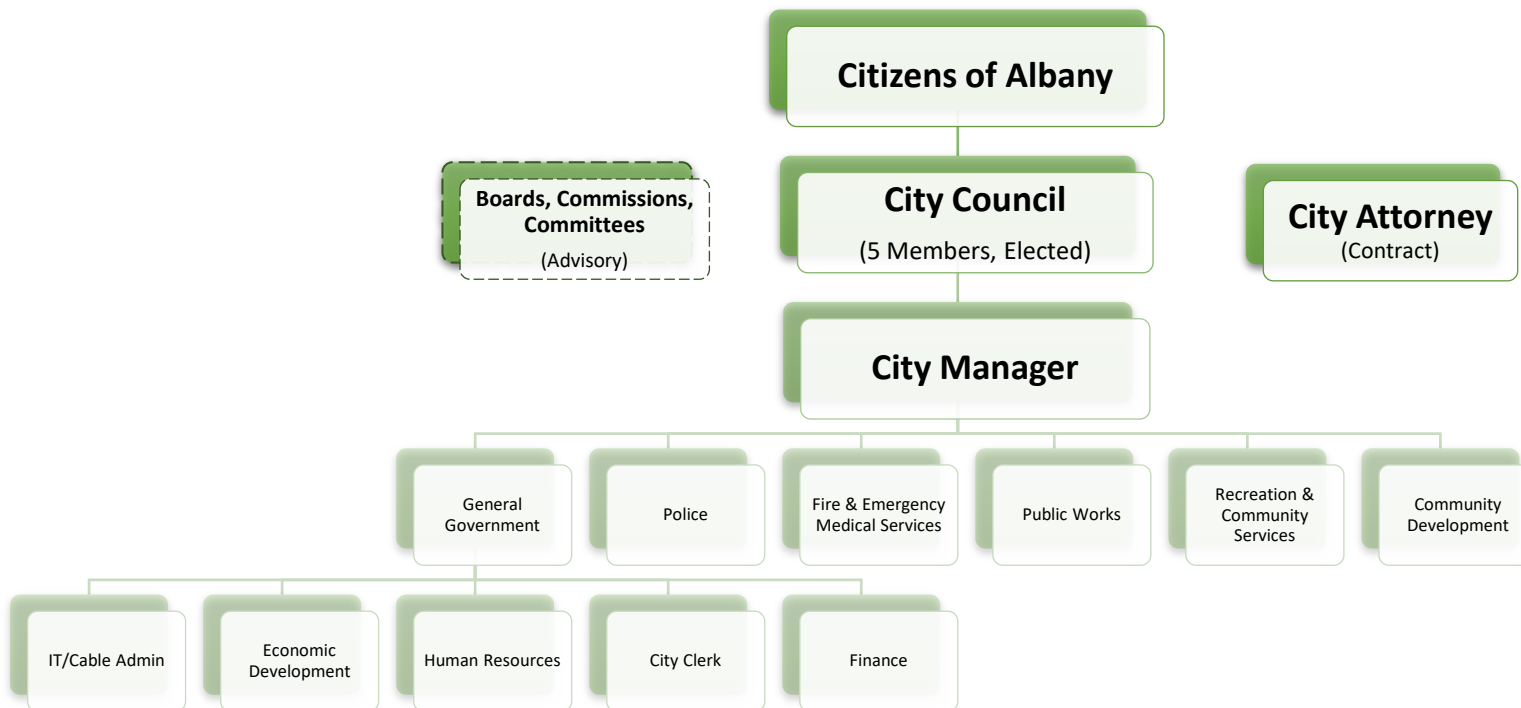 Citizens of Albany
Boards, Commissions,
Committees
(Advisory)
City Council
(5 Members, Elected)
City Attorney
(Contract)
City Manager
General
Government
Police
Fire & Emergency
Medical Services
Public Works
Recreation &
Community
Services
Community
Development
IT/Cable Admin
Economic
Development
Human Resources
City Clerk
Finance